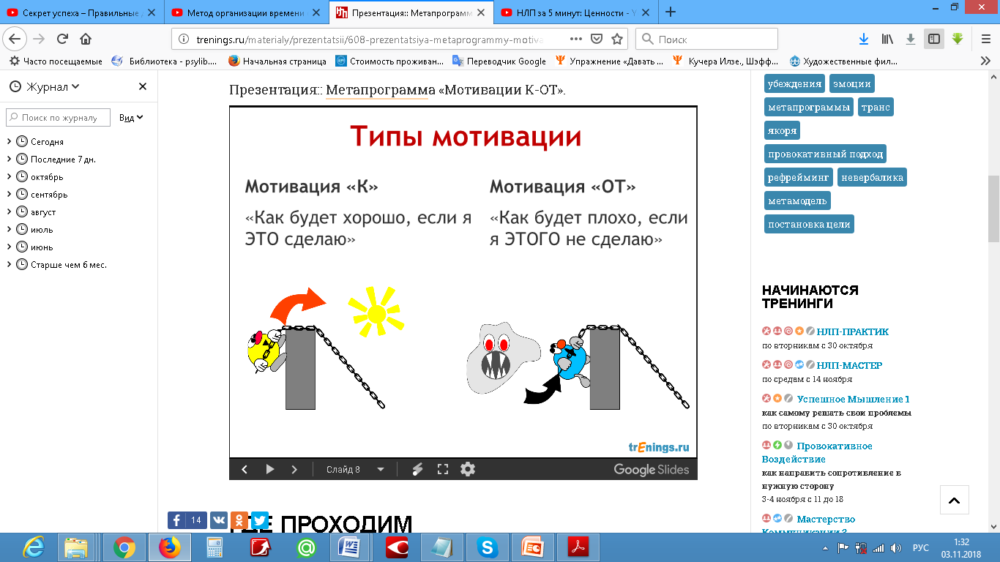 Секрет успеха – Правильные
Метод организации времени
Презентация:: Метапрограмм
НЛП за 5 минут: Ценности -
trenings.ru/materialy/prezentatsii/608-prezentatsiya-metaprogrammy-motiva
Поиск
Часто посещаемые
Библиотека - psylib....
Начальная страница
Стоимость проживан...
Переводчик Google
Упражнение «Давать ...
Кучера Илзе., Шэфф...
Художественные фил...
Журнал
Поиск по журналу
Вид
Сегодня
Последние 7 дн.
октябрь
сентябрь
август
июль
июнь
Старше чем 6 мес.
Презентация:: Метапрограмма «Мотивации К-ОТ».
Типы мотивации
Мотивация «К»
«Как будет хорошо, если я
ЭТО сделаю»
Мотивация «ОТ»
«Как будет плохо, если
я ЭТОГО не сделаю»
trEnings.ru
Слайд 8
Google Slides
14
ГДЕ ПРОХОДИМ
убеждения эмоции
метапрограммы транс
якоря
провокативный подход
рефрейминг невербалика
метамодель
постановка цели
НАЧИНАЮТСЯ
ТРЕНИНГИ
НЛП-ПРАКТИК
по вторникам с 30 октября
НЛП-МАСТЕР
по средам с 14 ноября
Успешное Мышление 1
как самому решать свои проблемы
по вторникам с 30 октября
Провокативное
Воздействие
как направить сопротивление в
нужную сторону
3-4 ноября с 11 до 18
Мастерство
Коммуникации 3
РУС
1:32
03.11.2018